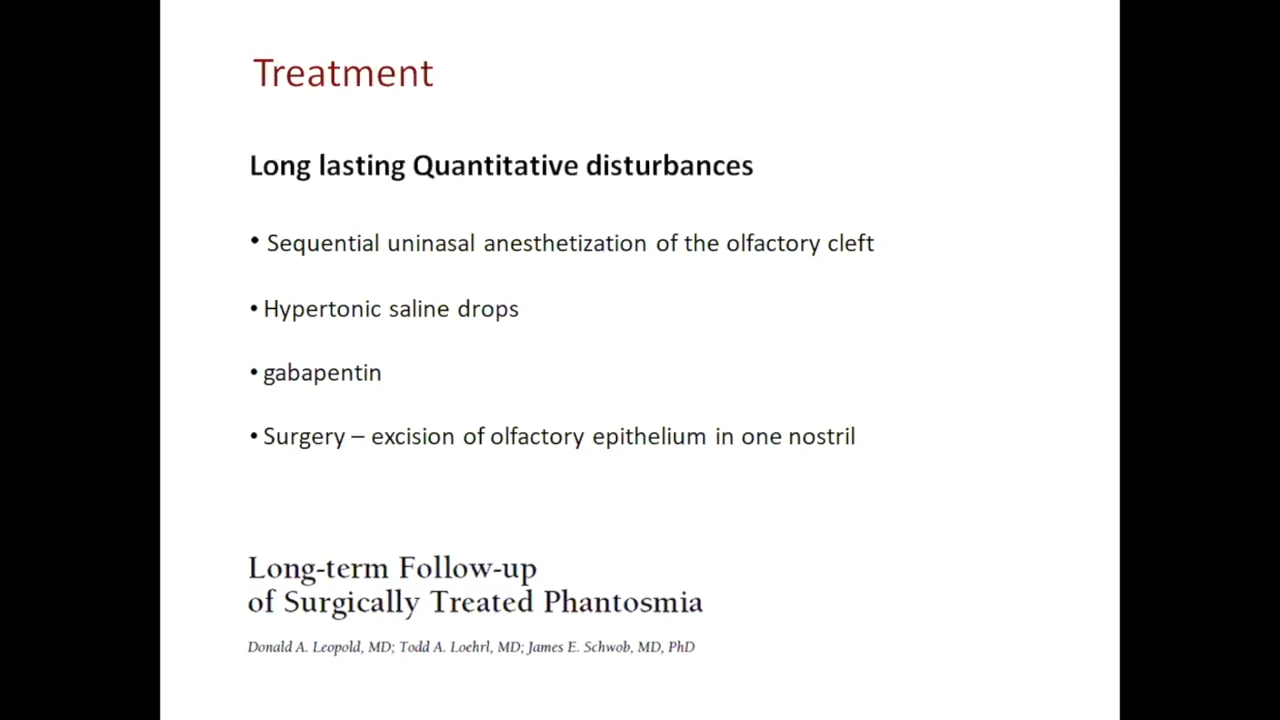 Treatment
Long lasting Quantitative disturbances
• Sequential uninasal anesthetization of the olfactory cleft
• Hypertonic saline drops
• gabapentin
• Surgery – excision of olfactory epithelium in one nostril
Long-term Follow-up
of Surgically Treated Phantosmia
Donald A. Leopold, MD; Todd A. Loehrl, MD; James E. Schwob, MD, PhD